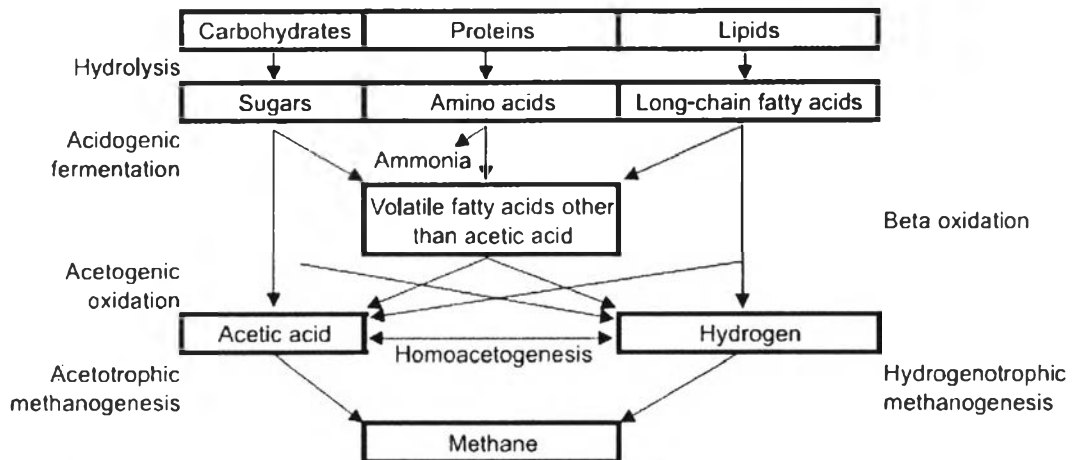 Carbohydrates
Proteins
Lipids
Hydrolysis
Sugars
Amino acids
Long-chain fatty acids
Acidogenic
fermentation
Ammonia
Volatile fatty acids other
than acetic acid
Beta oxidation
Acetogenic
oxidation
Acetic acid
Hydrogen
Homoacetogenesis
Acetotrophic
methanogenesis
Hydrogenotrophic
methanogenesis
Methane